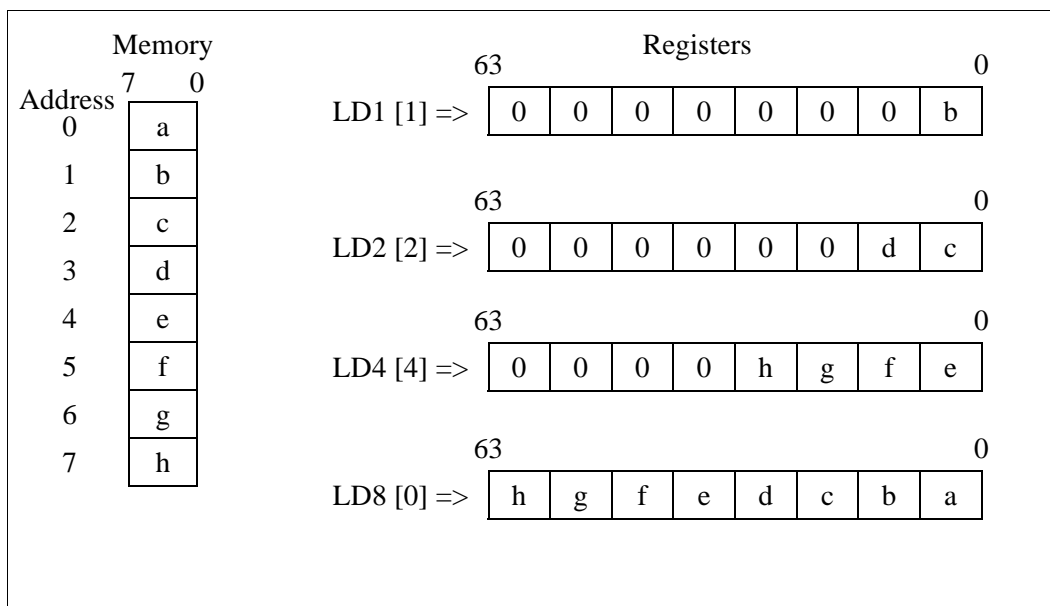 Memory
7 0
Address
0 a
1 b
2 c
3 d
4 e
5 f
6 g
7 h
Registers
63 0
LD1 [1] => 0 0 0 0 0 0 0 b
63 0
LD2 [2] => 0 0 0 0 0 0 d c
63 0
LD4 [4] => 0 0 0 0 h g f e
63 0
LD8 [0] => h g f e d c b a